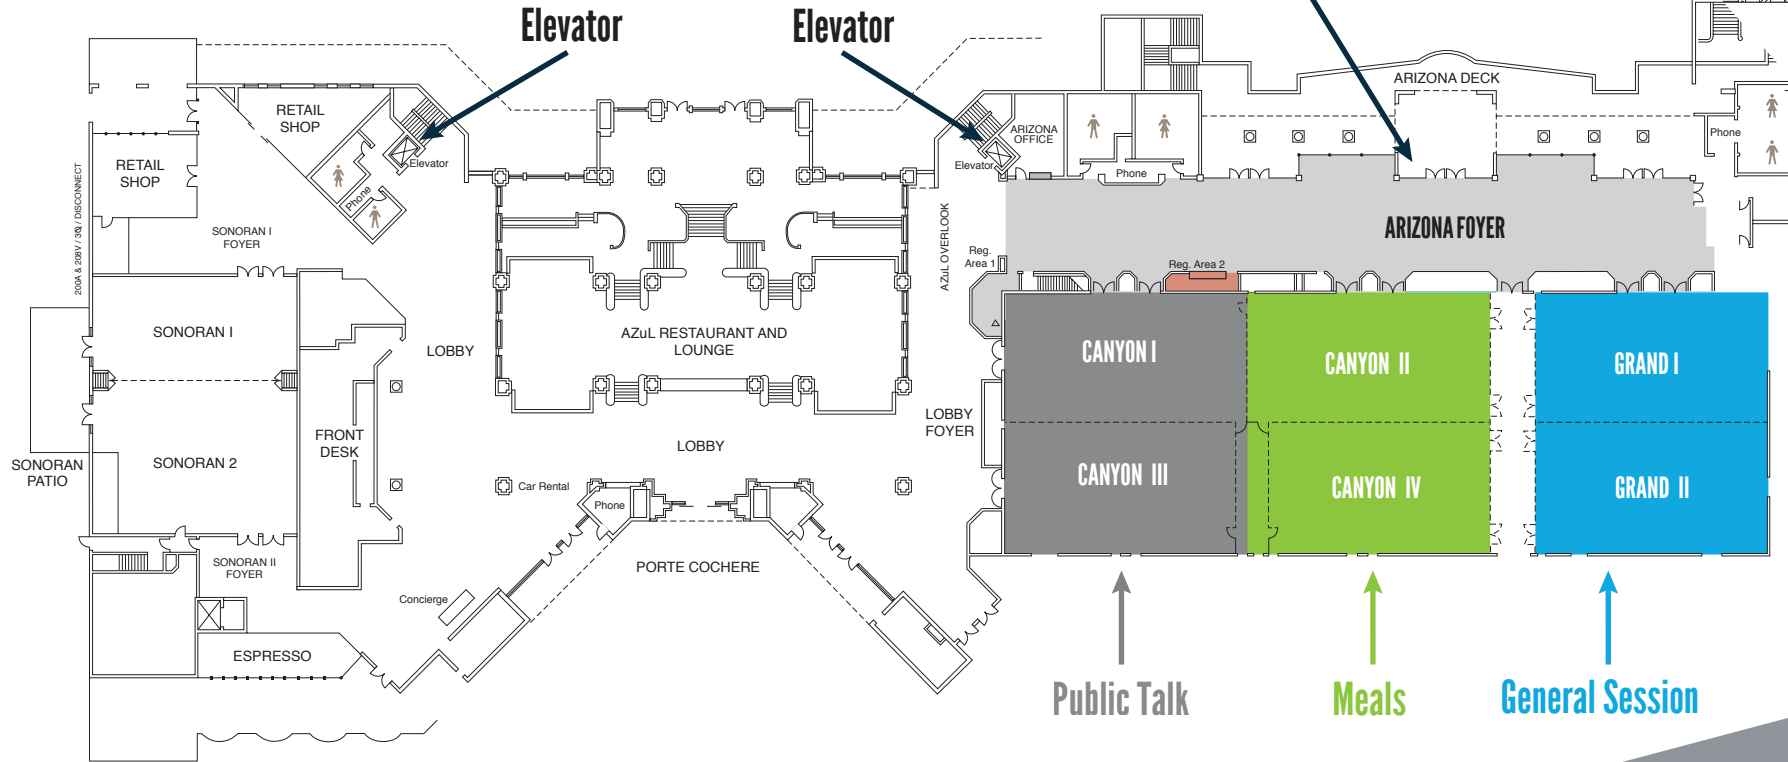 Elevator
Elevator
ARIZONA DECK
RETAIL
SHOP
ARIZONA
OFFICE
Phone
Elevator
Elevator
RETAIL
SHOP
Phone
Phone
200A & 208V / 3Ø / DISCONNECT
SONORAN I
FOYER
AZuL OVERLOOK
ARIZONA FOYER
Reg.
Area 1
Reg. Area 2
SONORAN I
LOBBY
AZuL RESTAURANT AND
LOUNGE
CANYON I
CANYON II
GRAND I
LOBBY
FOYER
FRONT
DESK
LOBBY
SONORAN 2
SONORAN
PATIO
CANYON III
CANYON IV
GRAND II
Car Rental
Phone
SONORAN II
FOYER
PORTE COCHERE
Concierge
ESPRESSO
Public Talk
Meals
General Session